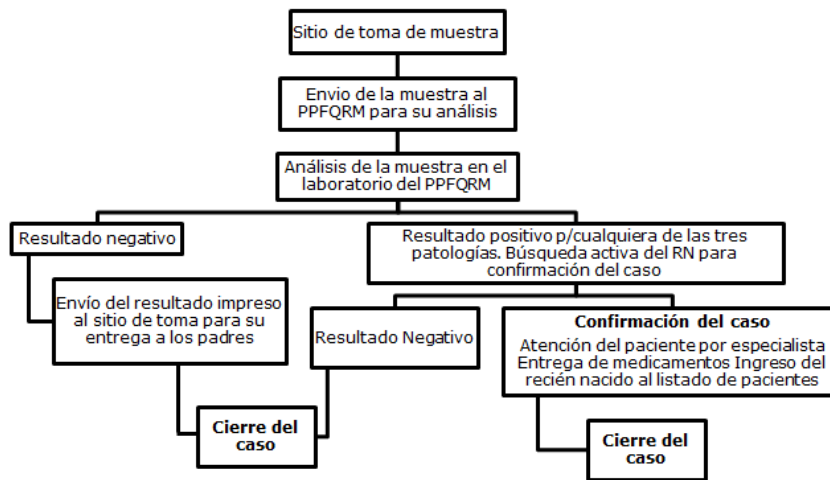 Sitio de toma de muestra
Envio de la muestra al
PPFQRM para su análisis
Análisis de la muestra en el
laboratorio del PPFQRM
Resultado negativo
Resultado positivo p/cualquiera de las tres
patologías. Búsqueda activa del RN para
confirmación del caso
Envío del resultado impreso
al sitio de toma para su
entrega a los padres
Resultado Negativo
Confirmación del caso
Atención del paciente por especialista
Entrega de medicamentos Ingreso del
recién nacido al listado de pacientes
Cierre del
caso
Cierre del
caso